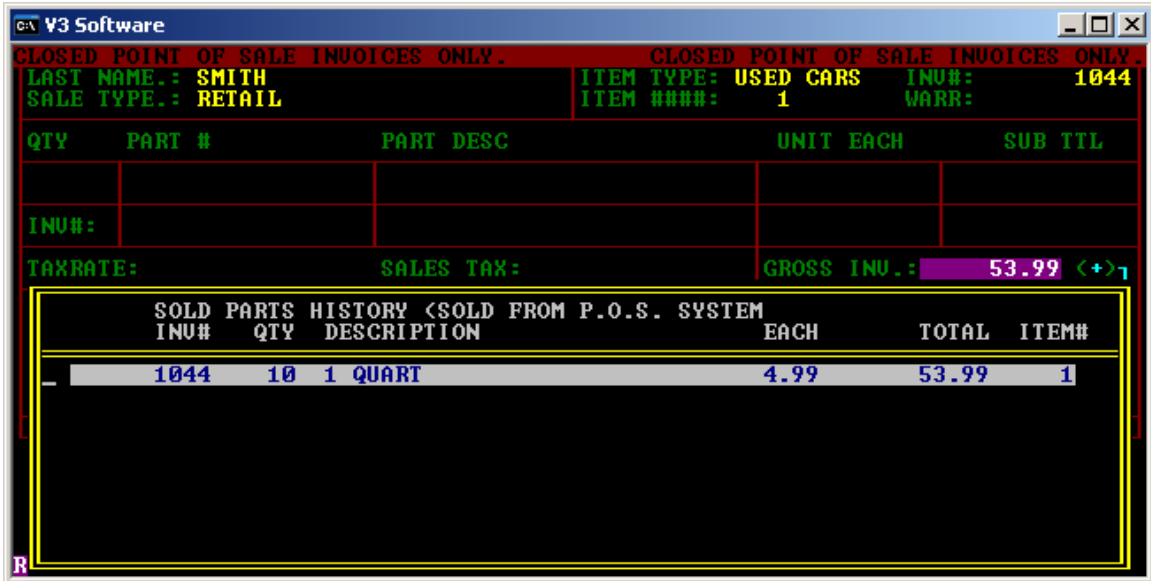 V3 Software
CLOSED POINT OF SALE INVOICES ONLY. CLOSED POINT OF SALE INVOICES ONLY.
LAST NAME.: SMITH ITEM TYPE: USED CARS INV#: 1044
SALE TYPE.: RETAIL ITEM ####: 1 WARR:
QTY PART # PART DESC UNIT EACH SUB TTL
INV#:
TAXRATE: SALES TAX: GROSS INV.: 53.99 <+>┐
SOLD PARTS HISTORY <SOLD FROM P.O.S. SYSTEM
INV# QTY DESCRIPTION EACH TOTAL ITEM#
_ 1044 10 1 QUART 4.99 53.99 1
R